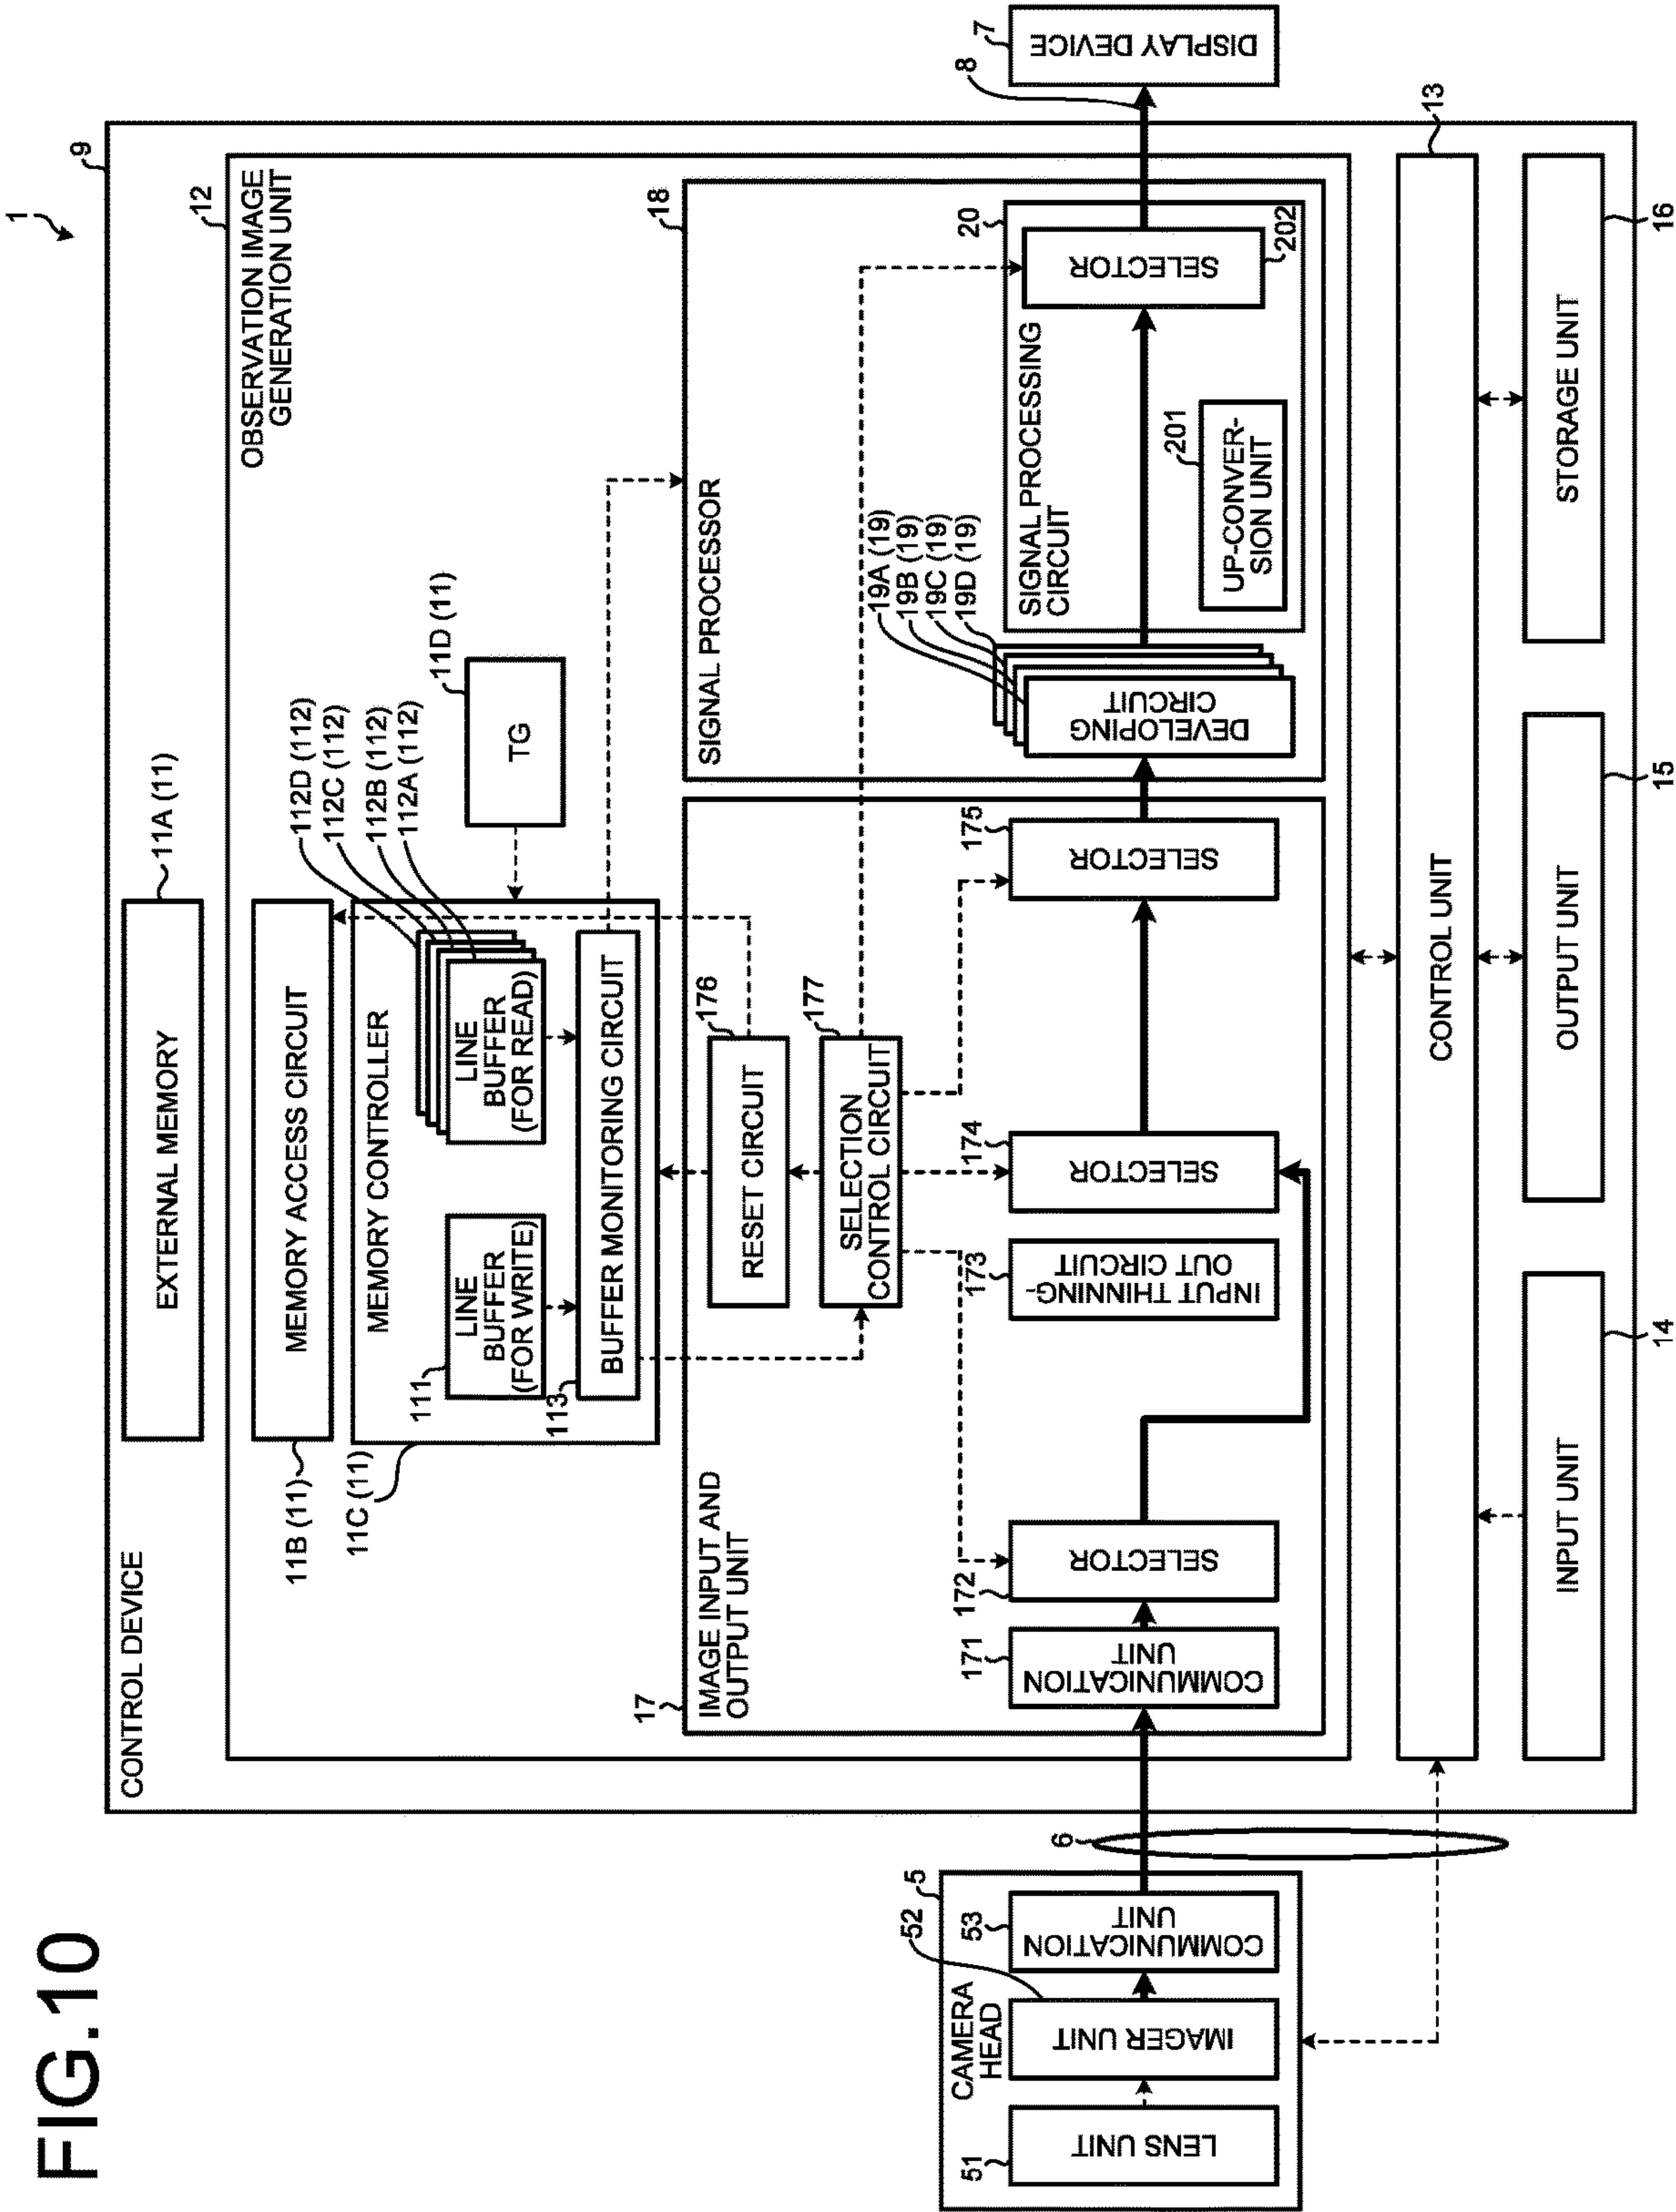 FIG.10
1
CONTROL DEVICE
9
EXTERNAL MEMORY
11A (11)
12
OBSERVATION IMAGE
GENERATION UNIT
MEMORY ACCESS CIRCUIT
11B (11)
11C (11)
MEMORY CONTROLLER
111
LINE
BUFFER
(FOR WRITE)
LINE
BUFFER
(FOR READ)
112D (112)
112C (112)
112B (112)
112A (112)
113
BUFFER MONITORING CIRCUIT
TG
11D (11)
17
IMAGE INPUT AND
OUTPUT UNIT
RESET CIRCUIT
176
SELECTION
CONTROL CIRCUIT
177
171
COMMUNICATION
UNIT
172
SELECTOR
173
INPUT THINNING-
OUT CIRCUIT
174
SELECTOR
175
SELECTOR
SIGNAL PROCESSOR
18
19A (19)
19B (19)
19C (19)
19D (19)
DEVELOPING
CIRCUIT
SIGNAL PROCESSING
CIRCUIT
20
201
UP-CONVER-
SION UNIT
SELECTOR
202
8
7
DISPLAY DEVICE
CAMERA
HEAD
5
51
LENS UNIT
52
IMAGER UNIT
53
COMMUNICATION
UNIT
6
CONTROL UNIT
13
INPUT UNIT
14
OUTPUT UNIT
15
STORAGE UNIT
16